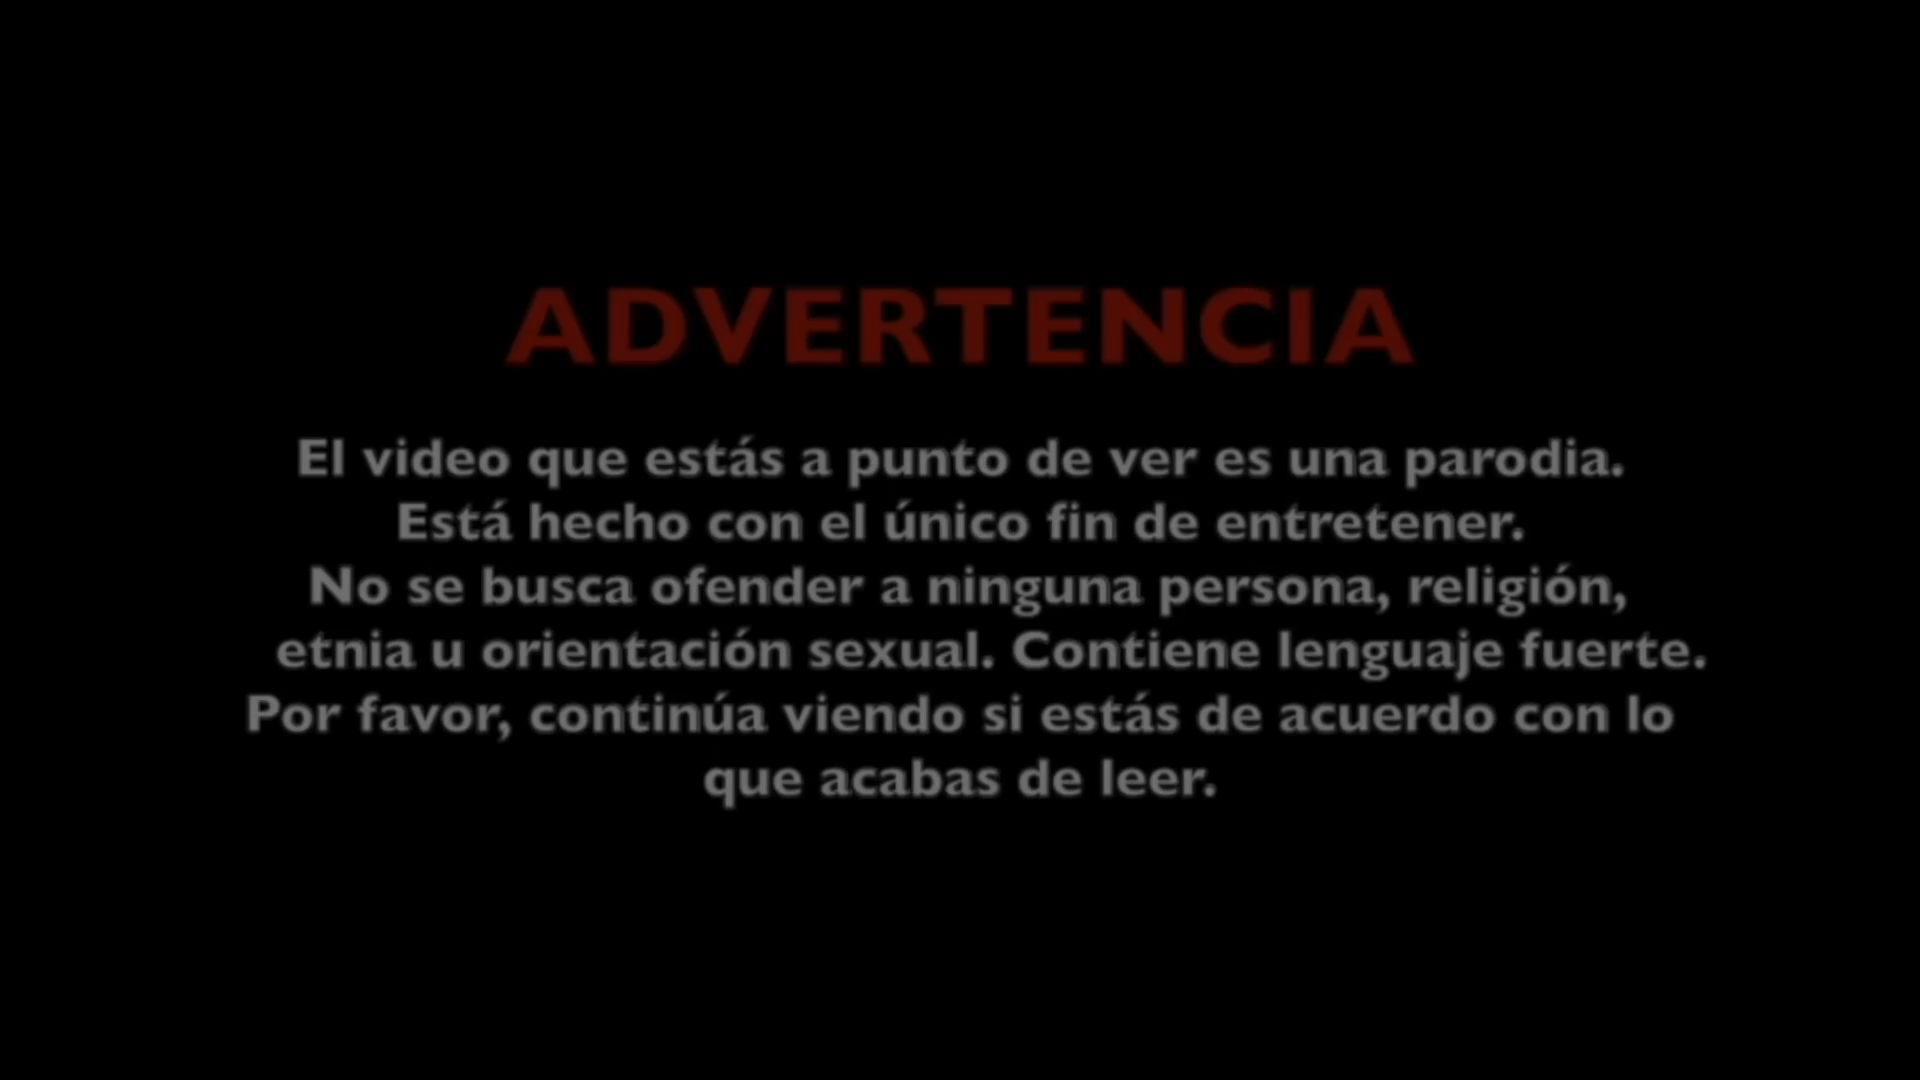 ADVERTENCIA
El video que estás a punto de ver es una parodia.
Está hecho con el único fin de entretener.
No se busca ofender a ninguna persona, religión,
etnia u orientación sexual. Contiene lenguaje fuerte.
Por favor, continúa viendo si estás de acuerdo con lo
que acabas de leer.